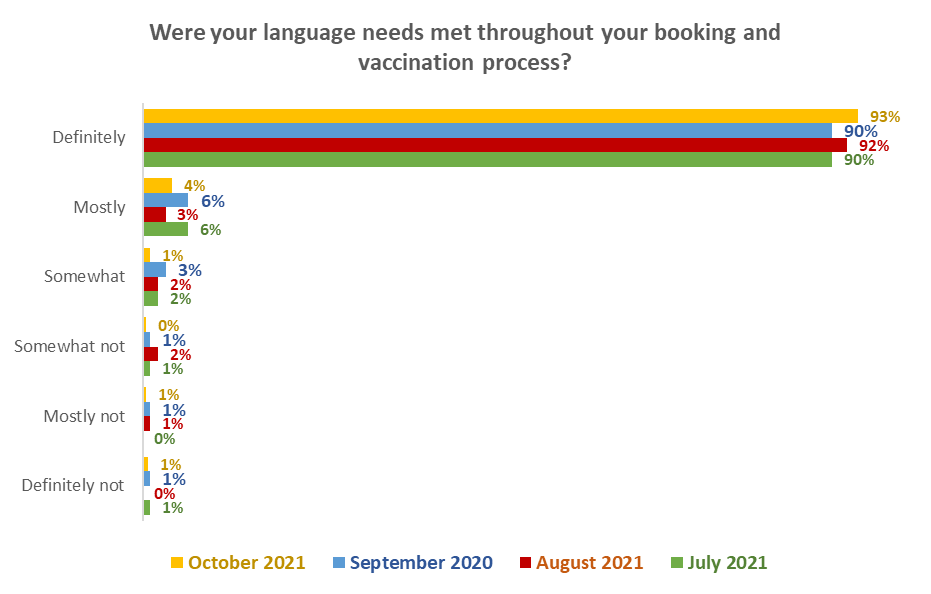 Were your language needs met throughout your booking and
vaccination process?
Definitely
93%
90%
92%
90%
Mostly
4%
6%
3%
6%
Somewhat
1%
3%
2%
2%
Somewhat not
0%
1%
2%
1%
Mostly not
1%
1%
1%
0%
Definitely not
1%
1%
0%
1%
October 2021 September 2020 August 2021 July 2021